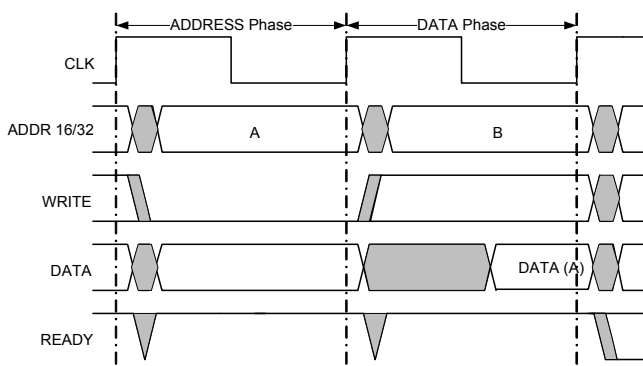 ADDRESS Phase DATA Phase
CLK
ADDR 16/32 A B
WRITE
DATA DATA (A)
READY